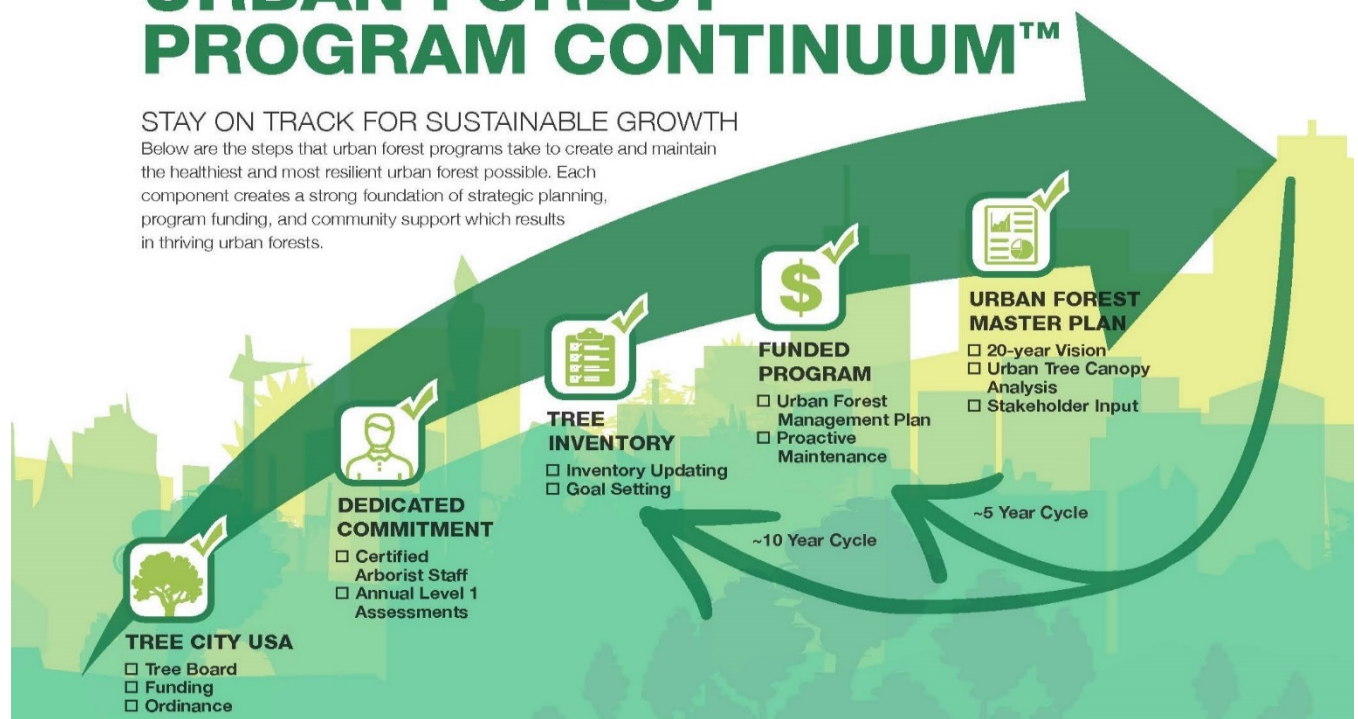 URBAN FOREST
PROGRAM CONTINUUM™
STAY ON TRACK FOR SUSTAINABLE GROWTH
Below are the steps that urban forest programs take to create and maintain
the healthiest and most resilient urban forest possible. Each
component creates a strong foundation of strategic planning,
program funding, and community support which results
in thriving urban forests.
TREE CITY USA
☐ Tree Board
☐ Funding
☐ Ordinance
DEDICATED
COMMITMENT
☐ Certified
Arborist Staff
☐ Annual Level 1
Assessments
TREE
INVENTORY
☐ Inventory Updating
☐ Goal Setting
$
FUNDED
PROGRAM
☐ Urban Forest
Management Plan
☐ Proactive
Maintenance
URBAN FOREST
MASTER PLAN
☐ 20-year Vision
☐ Urban Tree Canopy
Analysis
☐ Stakeholder Input
~5 Year Cycle
~10 Year Cycle